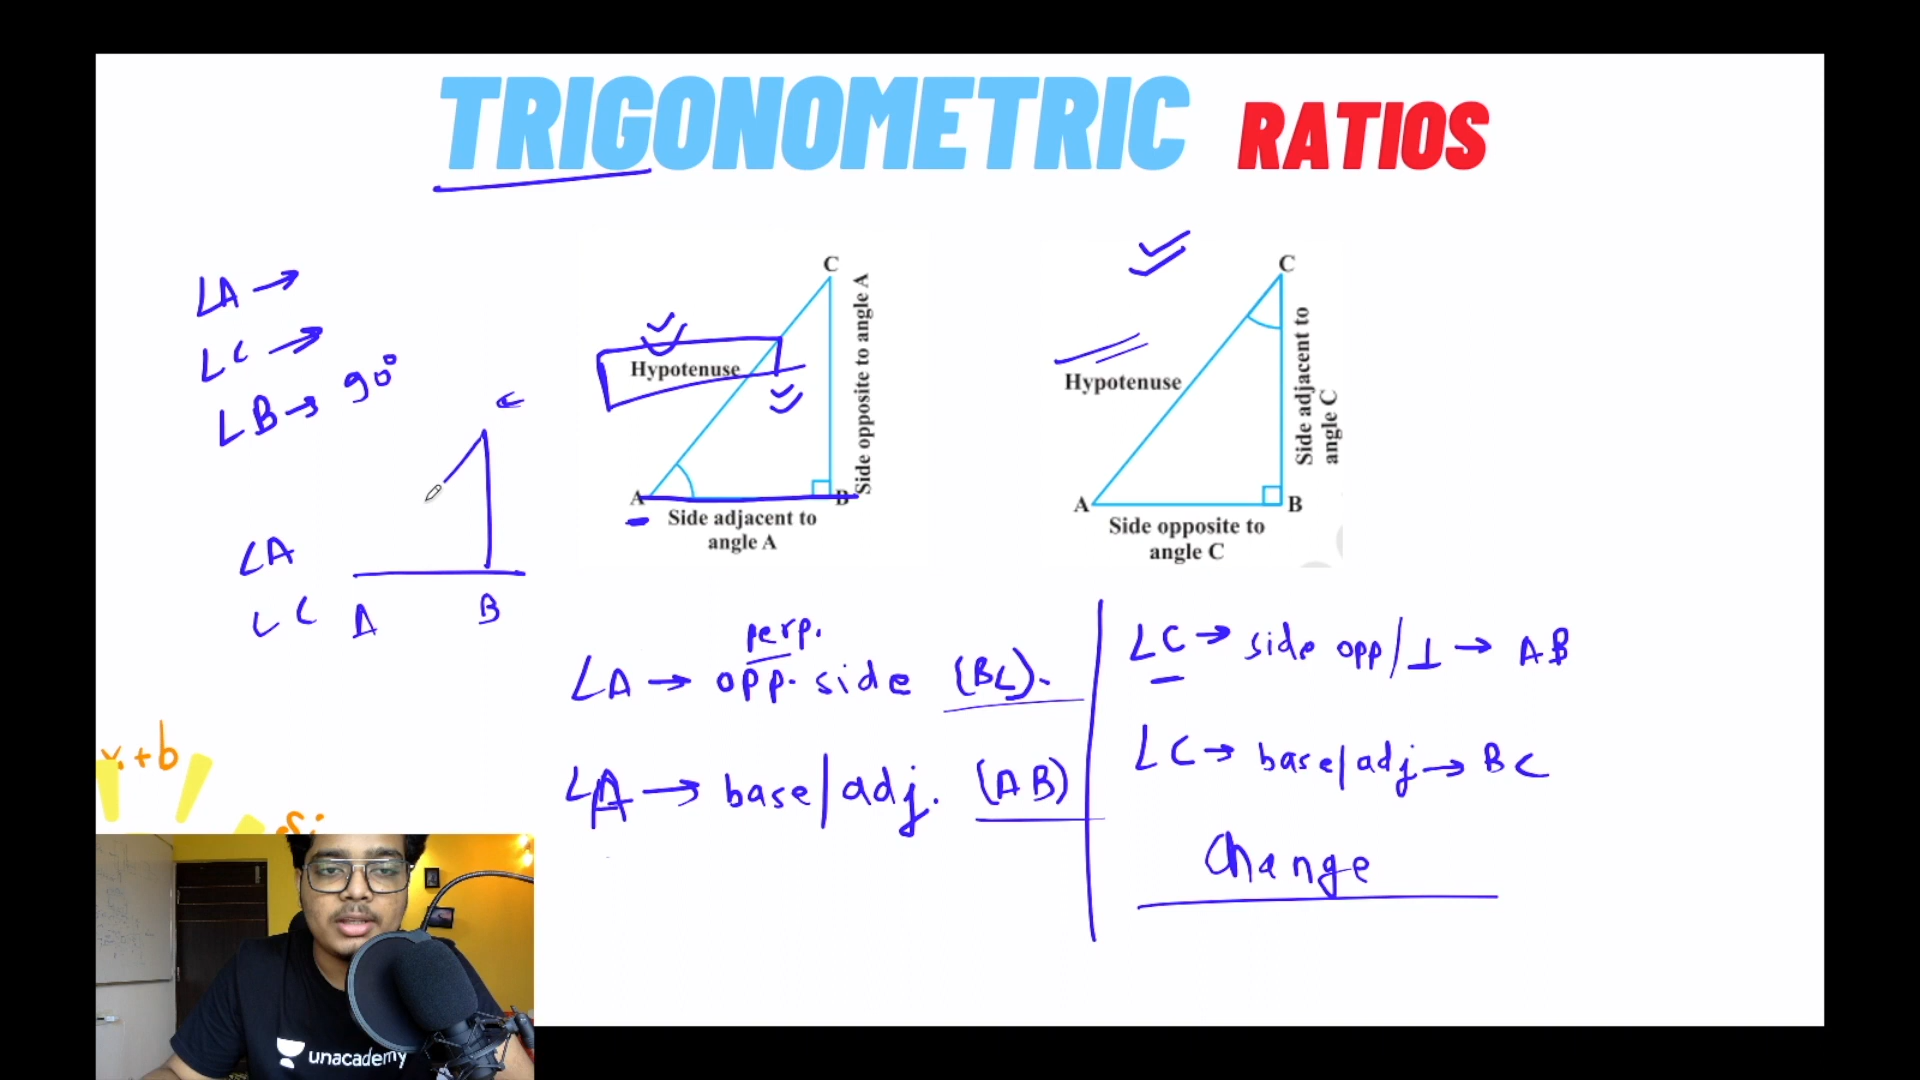 TRIGONOMETRIC RATIOS
∠A →
∠C →
∠B → 90°
C
A
B
∠A
∠C
C
Hypotenuse
Side opposite to angle A
A
B
Side adjacent to
angle A
C
Hypotenuse
Side adjacent to
angle C
A
B
Side opposite to
angle C
perp.
∠A → opp. side (BC).
∠A → base/adj. (AB)
∠C → side opp/⊥ → AB
∠C → base/adj → BC
Change
x+b
unacademy